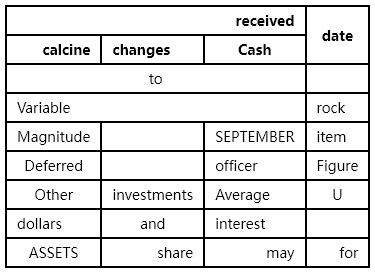 received date
calcine changes Cash
to
Variable rock
Magnitude SEPTEMBER item
Deferred officer Figure
Other investments Average U
dollars and interest
ASSETS share may for